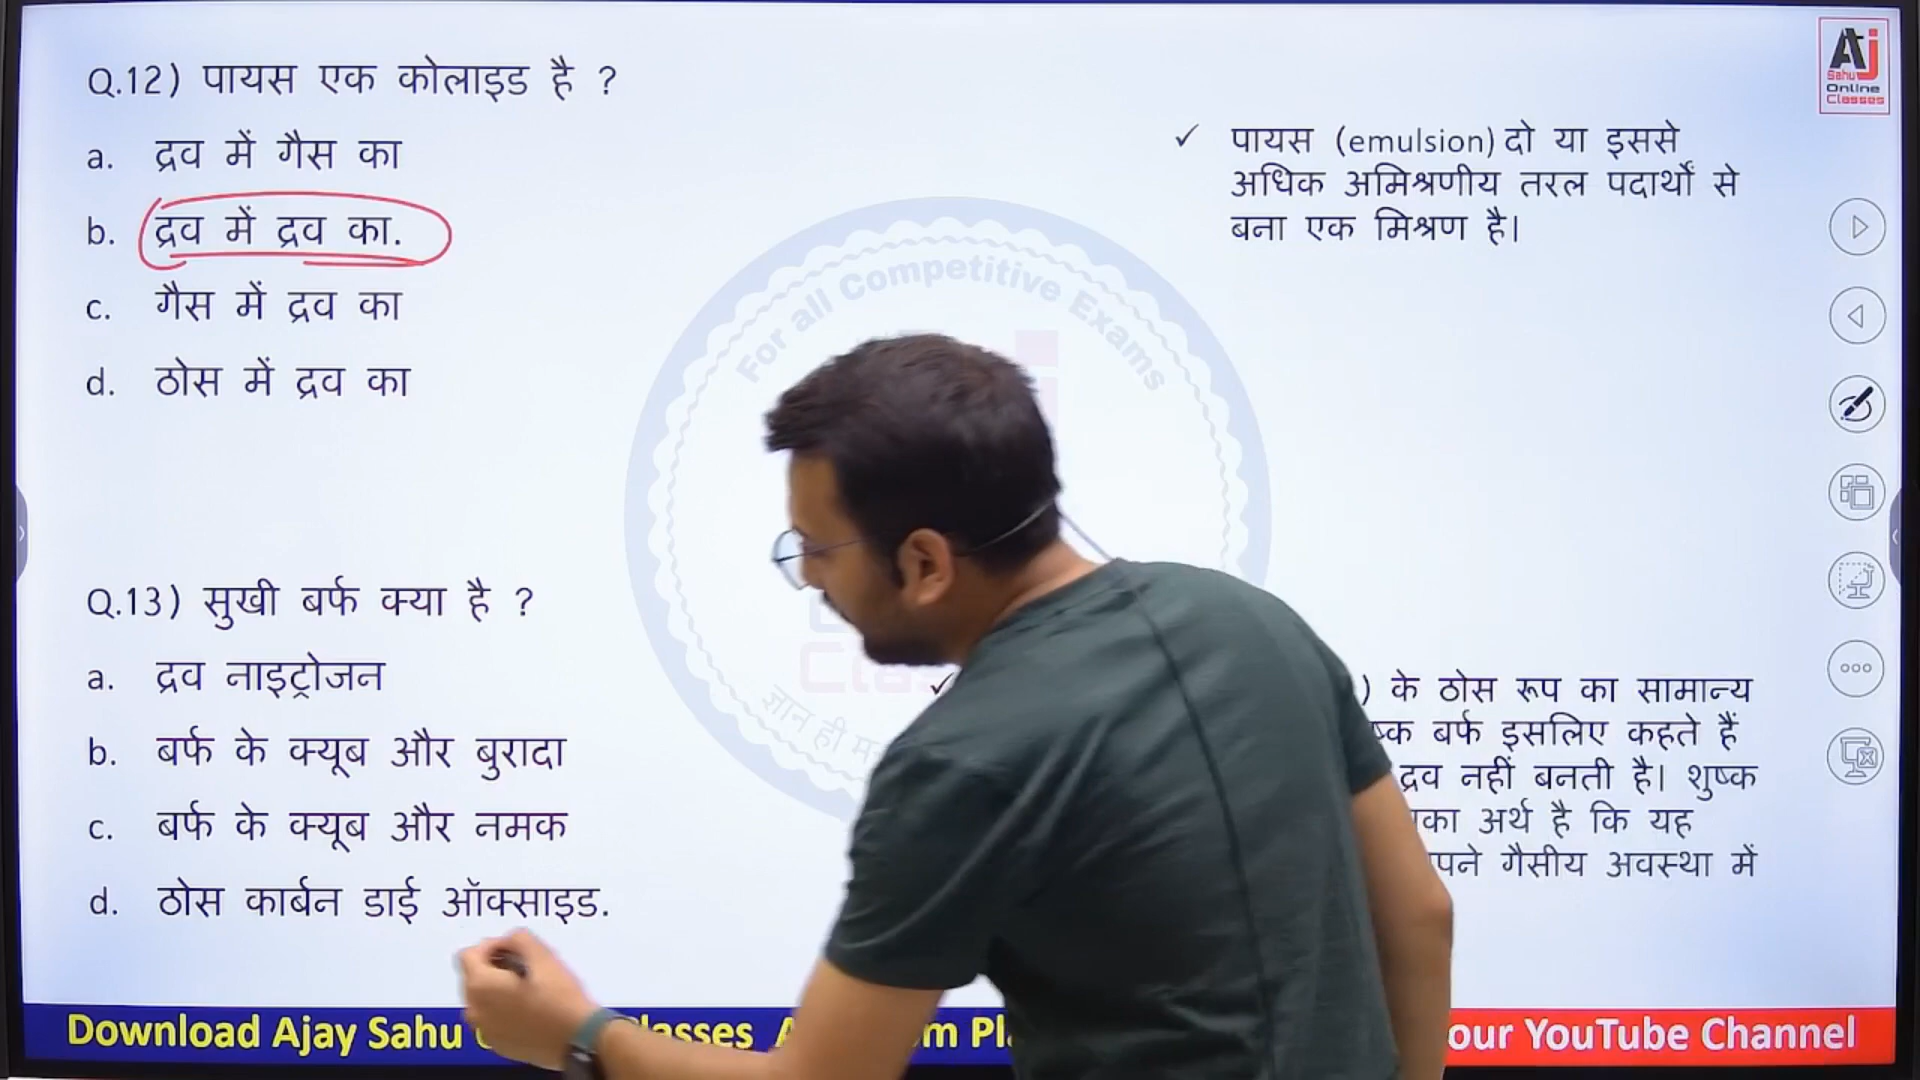 Q.12) पायस एक कोलाइड है ?
a. द्रव में गैस का
b. द्रव में द्रव का.
c. गैस में द्रव का
d. ठोस में द्रव का
✓ पायस (emulsion) दो या इससे
अधिक अमिश्रणीय तरल पदार्थों से
बना एक मिश्रण है।
Aj
Sahu
Online
Classes
For all Competitive Exams
ज्ञान ही
Q.13) सुखी बर्फ क्या है ?
a. द्रव नाइट्रोजन
b. बर्फ के क्यूब और बुरादा
c. बर्फ के क्यूब और नमक
d. ठोस कार्बन डाई ऑक्साइड.
✓
) के ठोस रूप का सामान्य
बर्फ इसलिए कहते हैं
द्रव नहीं बनती है। शुष्क
अर्थ है कि यह
गैसीय अवस्था में
Download Ajay Sahu
our YouTube Channel